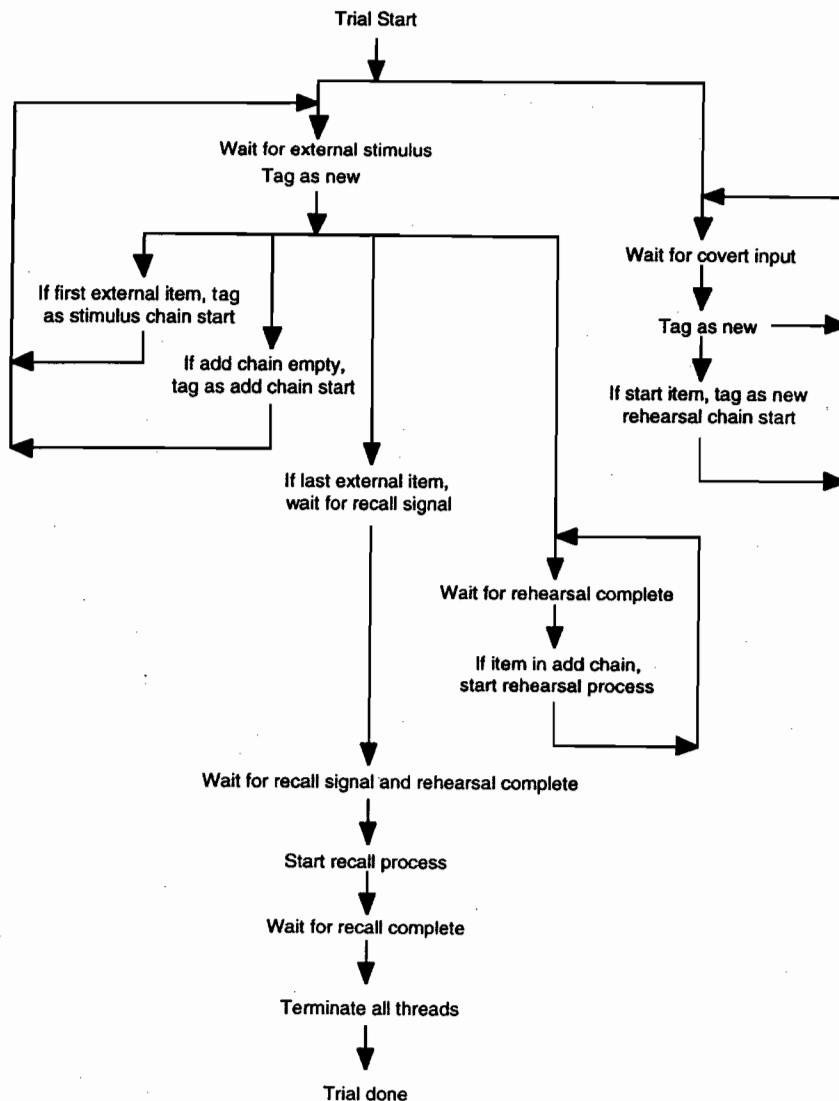 Trial Start
Wait for external stimulus
Tag as new
If first external item, tag
as stimulus chain start
If add chain empty,
tag as add chain start
If last external item,
wait for recall signal
Wait for covert input
Tag as new
If start item, tag as new
rehearsal chain start
Wait for rehearsal complete
If item in add chain,
start rehearsal process
Wait for recall signal and rehearsal complete
Start recall process
Wait for recall complete
Terminate all threads
Trial done